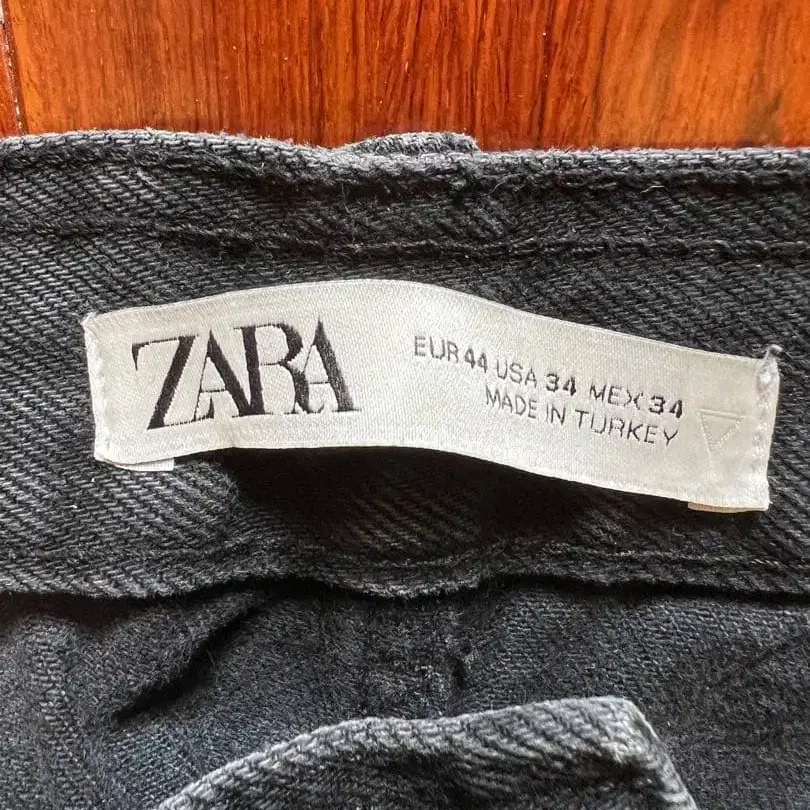 ZARA
EUR 44 USA 34 MEX 34
MADE IN TURKEY